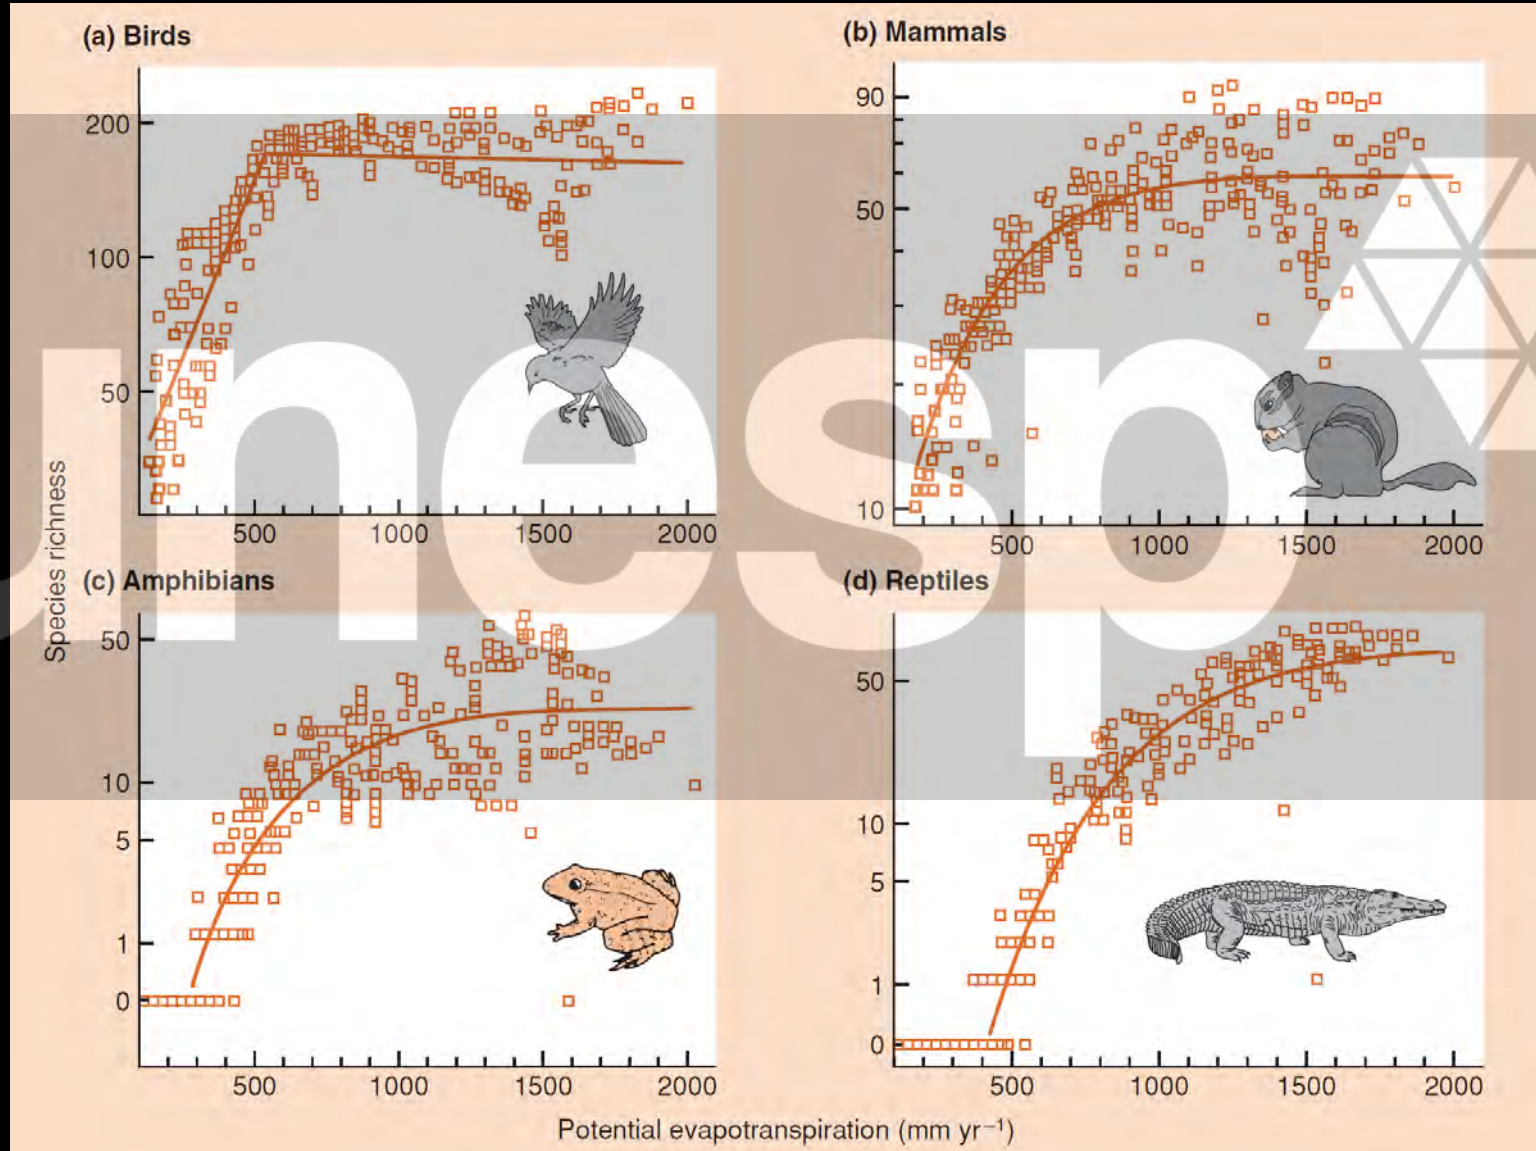 (a) Birds
200
100
50
500 1000 1500 2000
(b) Mammals
90
50
10
500 1000 1500 2000
Species richness
(c) Amphibians
50
10
5
1
0
500 1000 1500 2000
(d) Reptiles
50
10
5
1
0
500 1000 1500 2000
Potential evapotranspiration (mm yr⁻¹)
unesp